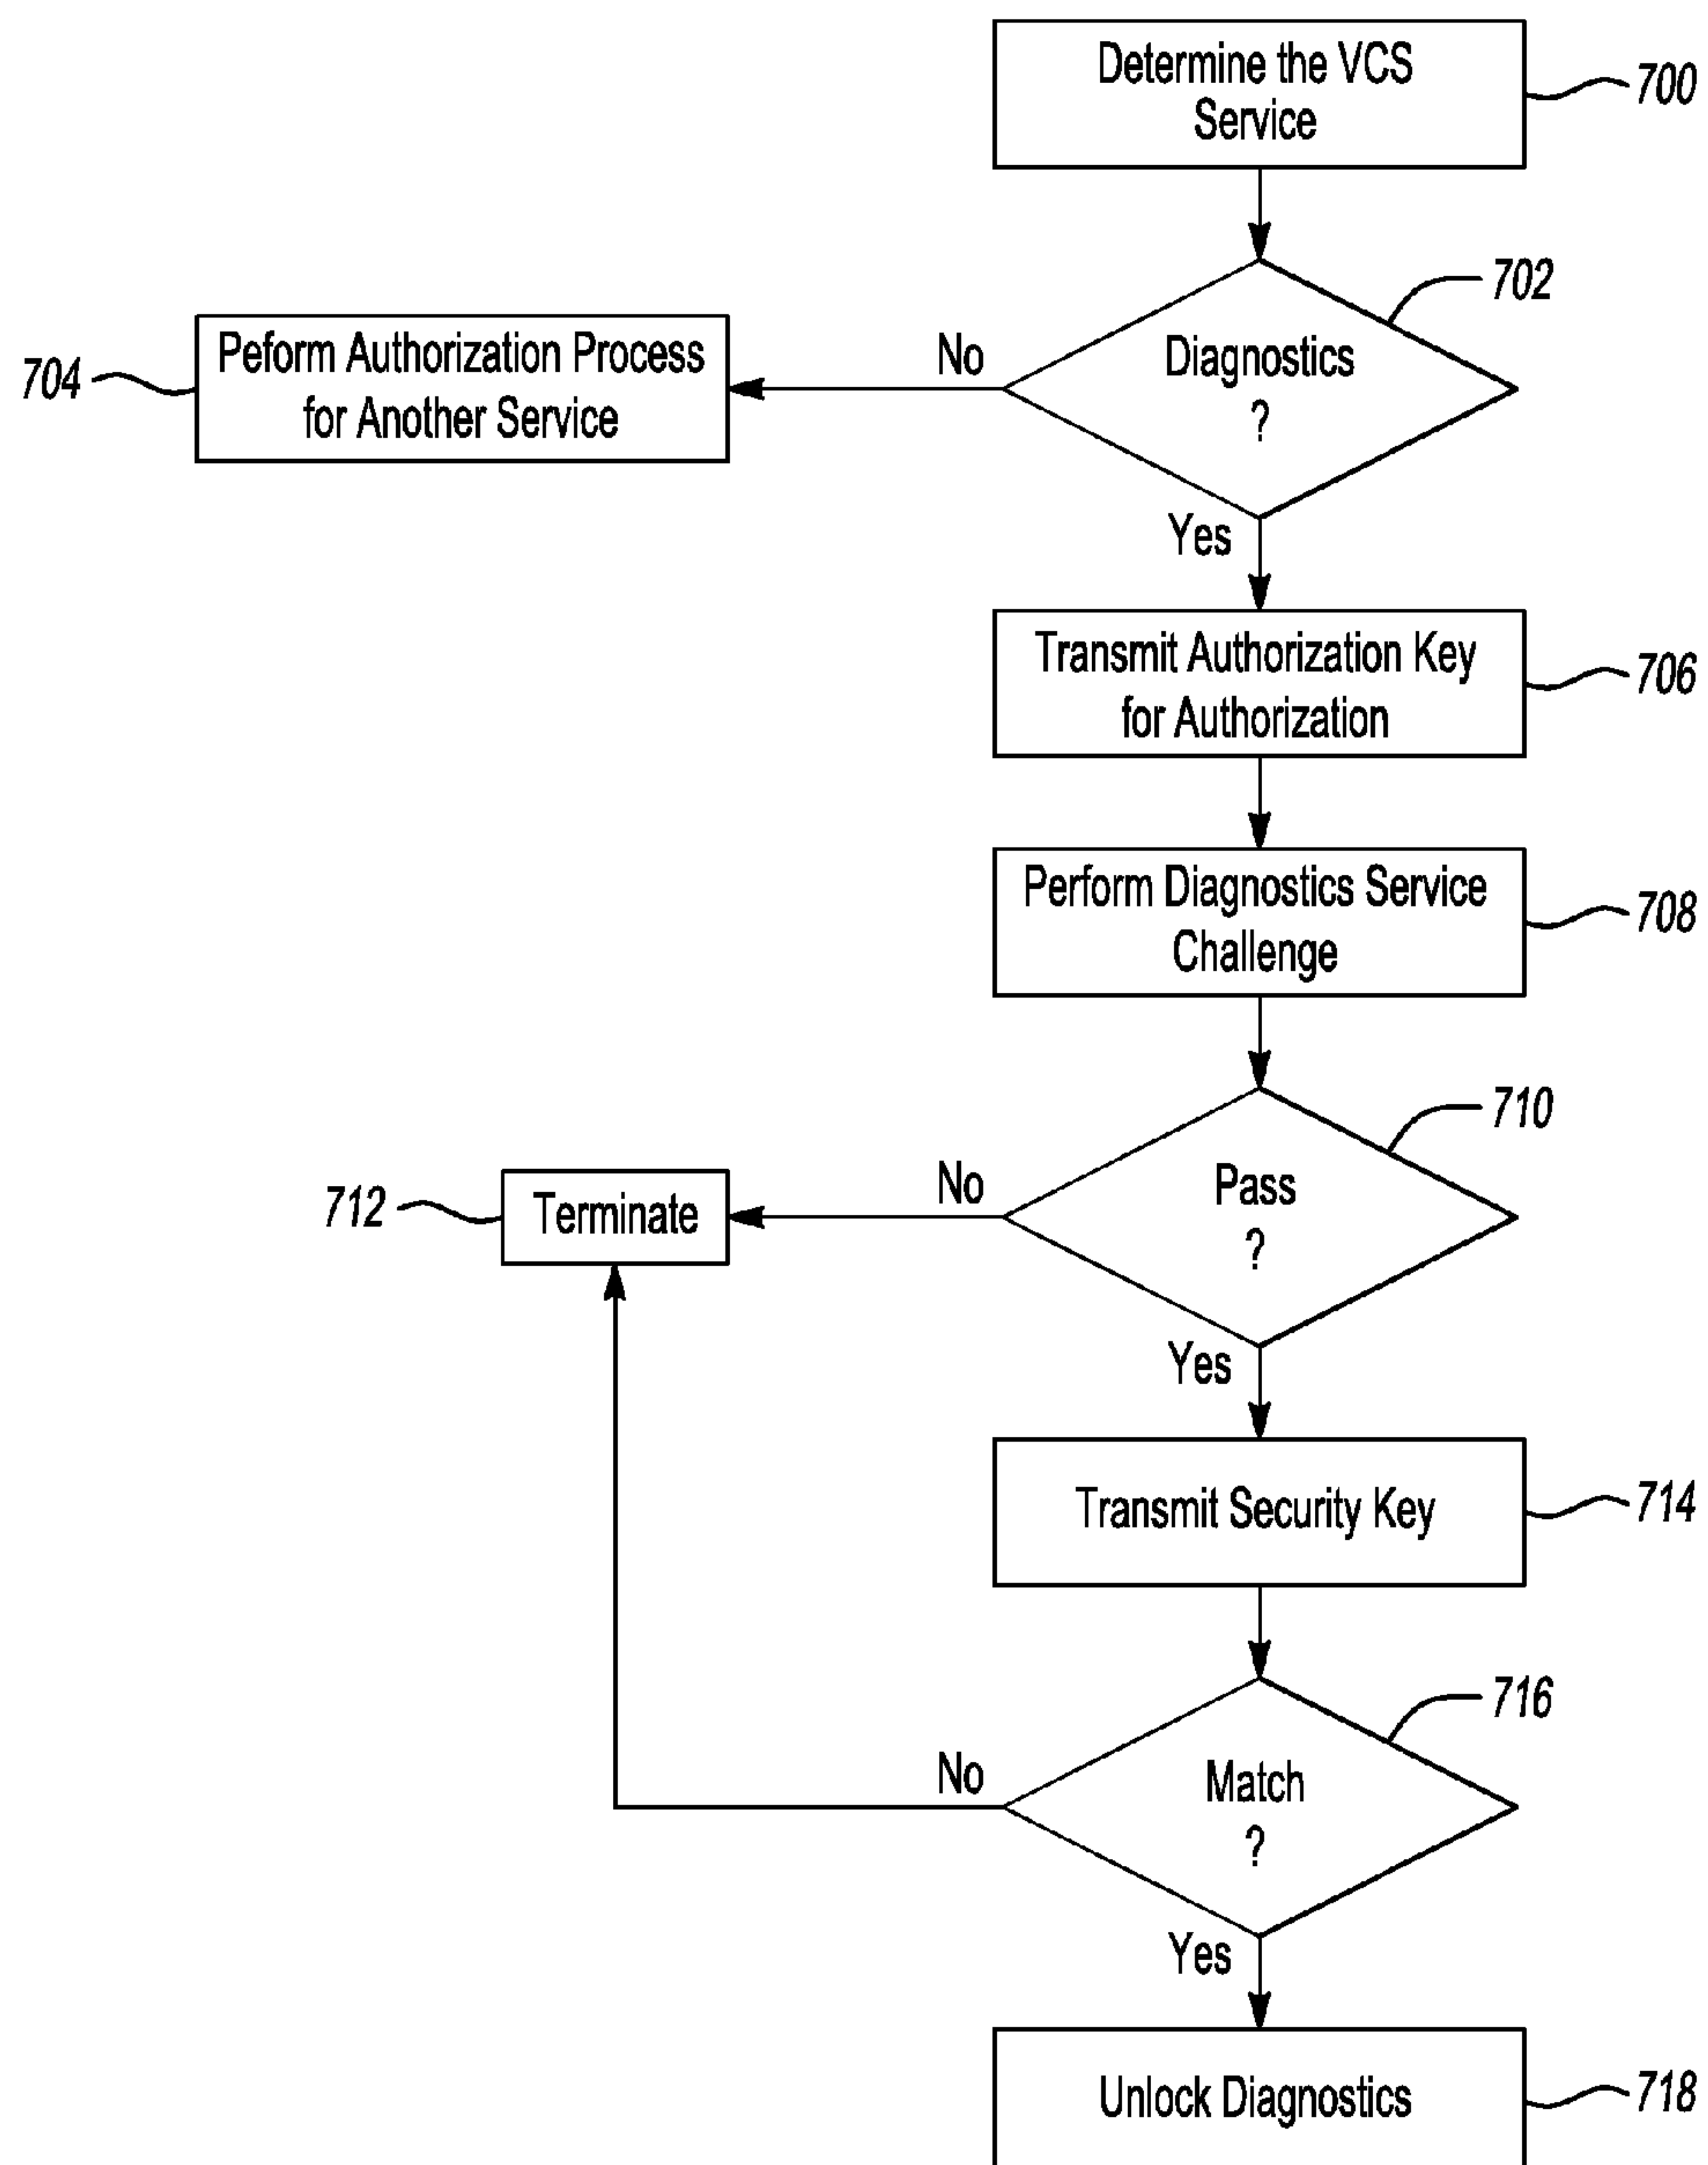 Determine the VCS
Service
700
702
Diagnostics
?
No
Peform Authorization Process
for Another Service
704
Yes
Transmit Authorization Key
for Authorization
706
Perform Diagnostics Service
Challenge
708
710
Pass
?
No
Terminate
712
Yes
Transmit Security Key
714
716
Match
?
No
Yes
Unlock Diagnostics
718